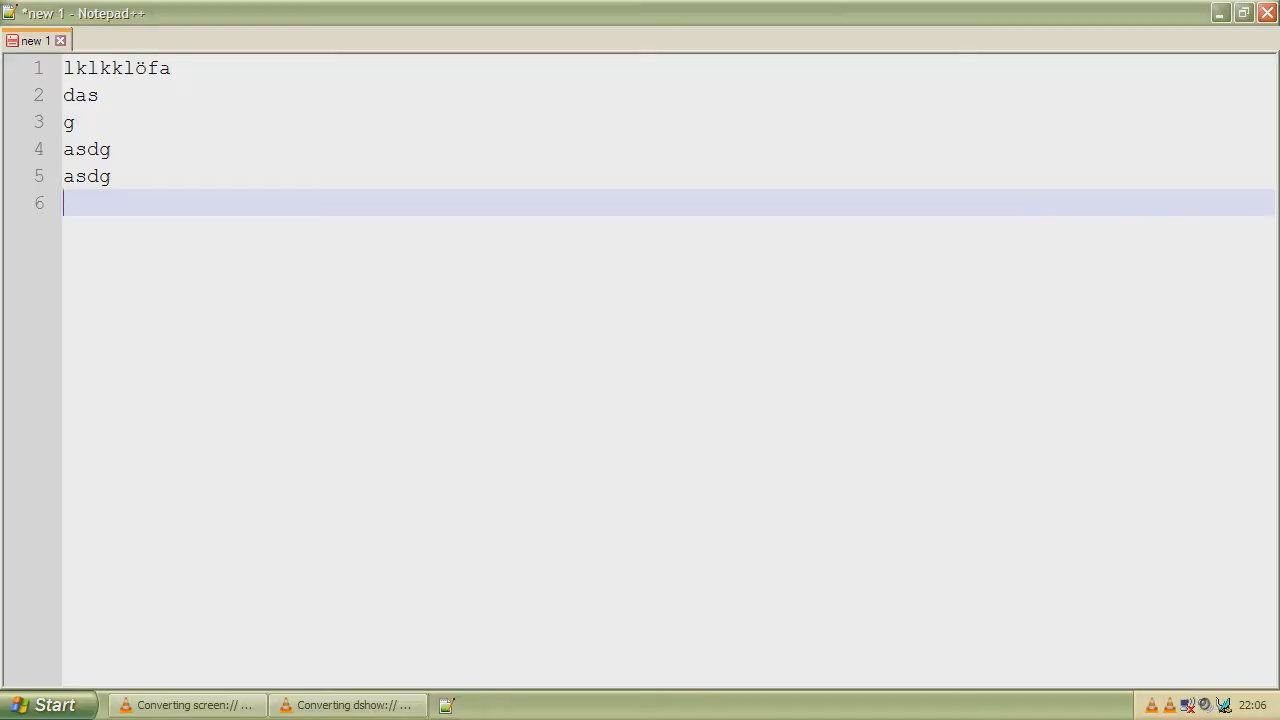 *new 1 - Notepad++
new 1
1 lklkklöfa
2 das
3 g
4 asdg
5 asdg
6
Start Converting screen:// ... Converting dshow:// ... 22:06